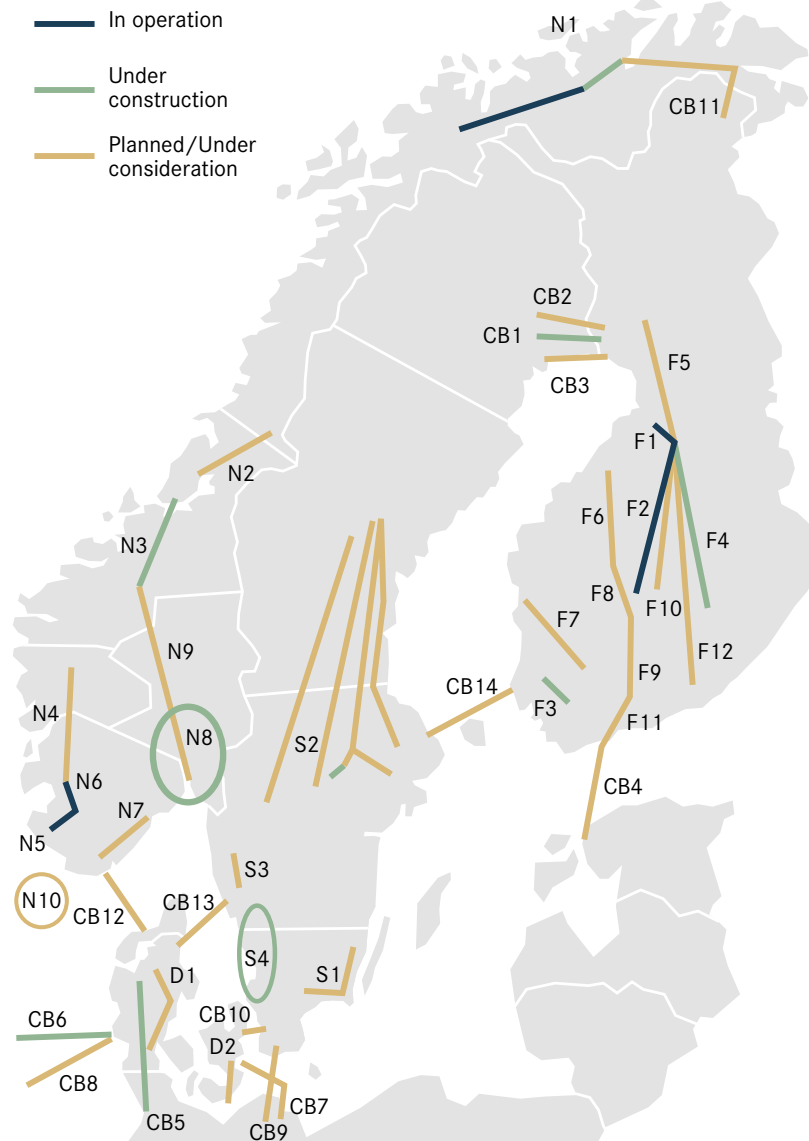 In operation
Under
construction
Planned/Under
consideration
N1
CB11
CB2
CB1
CB3
F5
F1
N2
F2
F6
F4
N3
F8
F10
F7
N9
F12
F9
CB14
N4
F3
N8
S2
F11
N6
CB4
N7
N5
S3
N10
CB13
CB12
S4
D1
S1
CB10
CB6
D2
CB8
CB7
CB5
CB9